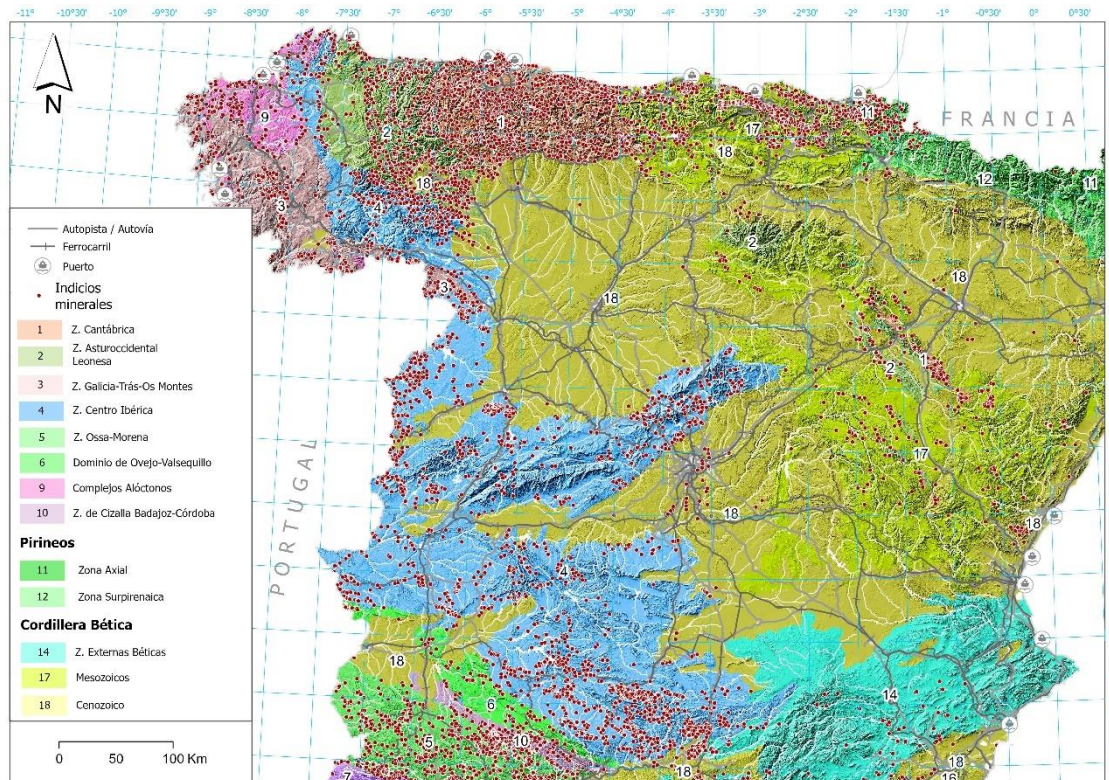 -11° -10°30' -9°30' -9° -8°30' -8° -7°30' -6°30' -6° -5° -4°30' -4° -3°30' -3° -2°30' -2° -1°30' -1° -0°30' 0° 0°30'
N
FRANCIA
PORTUGAL
9
1
2
17
11
18
18
12
11
3
4
2
3
18
18
1
2
17
18
18
4
18
14
6
5
10
7
18
18
16
Autopista / Autovía
Ferrocarril
Puerto
Indicios
minerales
1 Z. Cantábrica
2 Z. Asturoccidental
Leonesa
3 Z. Galicia-Trás-Os Montes
4 Z. Centro Ibérica
5 Z. Ossa-Morena
6 Dominio de Ovejo-Valsequillo
9 Complejos Alóctonos
10 Z. de Cizalla Badajoz-Córdoba
Pirineos
11 Zona Axial
12 Zona Surpirenaica
Cordillera Bética
14 Z. Externas Béticas
17 Mesozoicos
18 Cenozoico
0 50 100 Km